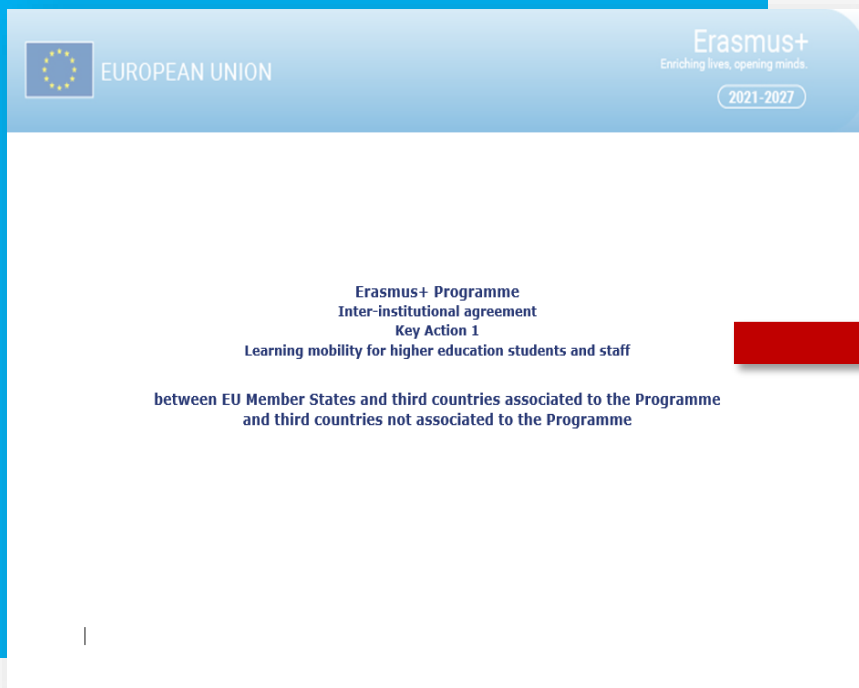 EUROPEAN UNION
Erasmus+
Enriching lives, opening minds.
2021-2027
Erasmus+ Programme
Inter-institutional agreement
Key Action 1
Learning mobility for higher education students and staff
between EU Member States and third countries associated to the Programme
and third countries not associated to the Programme